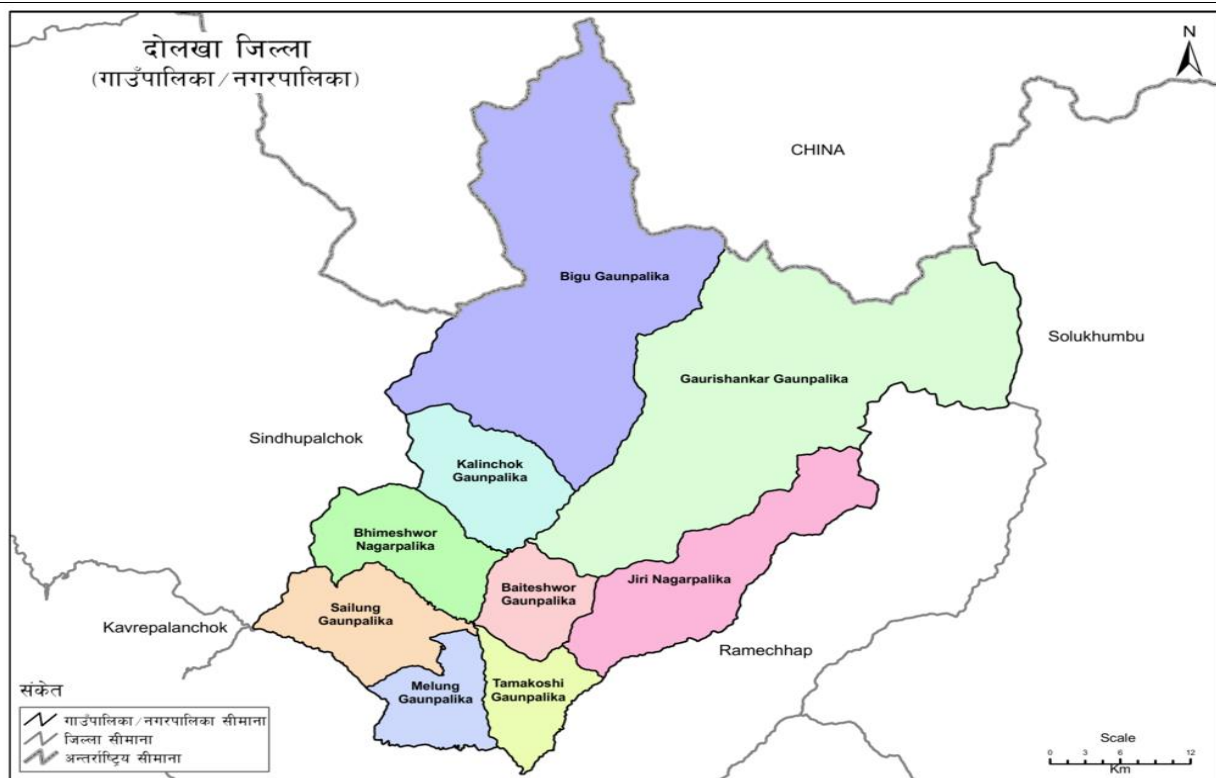 दोलखा जिल्ला
(गाउँपालिका/नगरपालिका)
N
CHINA
Bigu Gaunpalika
Solukhumbu
Gaurishankar Gaunpalika
Sindhupalchok
Kalinchok
Gaunpalika
Bhimeshwor
Nagarpalika
Baiteshwor
Gaunpalika
Jiri Nagarpalika
Sailung
Gaunpalika
Kavrepalanchok
Ramechhap
Melung
Gaunpalika
Tamakoshi
Gaunpalika
संकेत
गाउँपालिका/नगरपालिका सीमाना
जिल्ला सीमाना
अन्तर्राष्ट्रिय सीमाना
Scale
0 3 6 12
Km